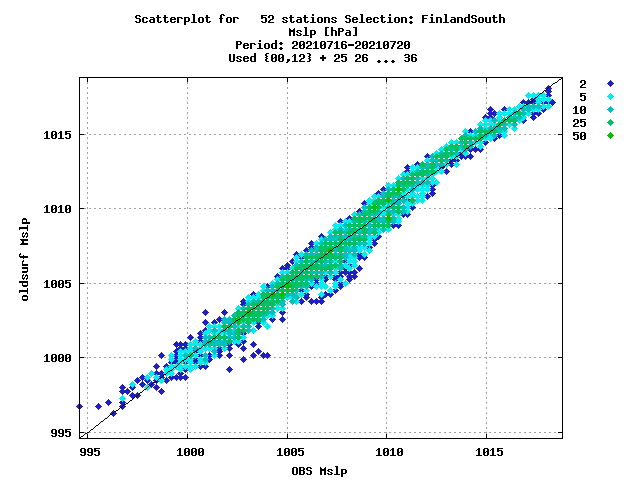 Scatterplot for   52 stations Selection: FinlandSouth
Mslp [hPa]
Period: 20210716-20210720
Used {00,12} + 25 26 ... 36
2
5
10
25
50
1015
1010
1005
1000
995
oldsurf Mslp
995 1000 1005 1010 1015
OBS Mslp